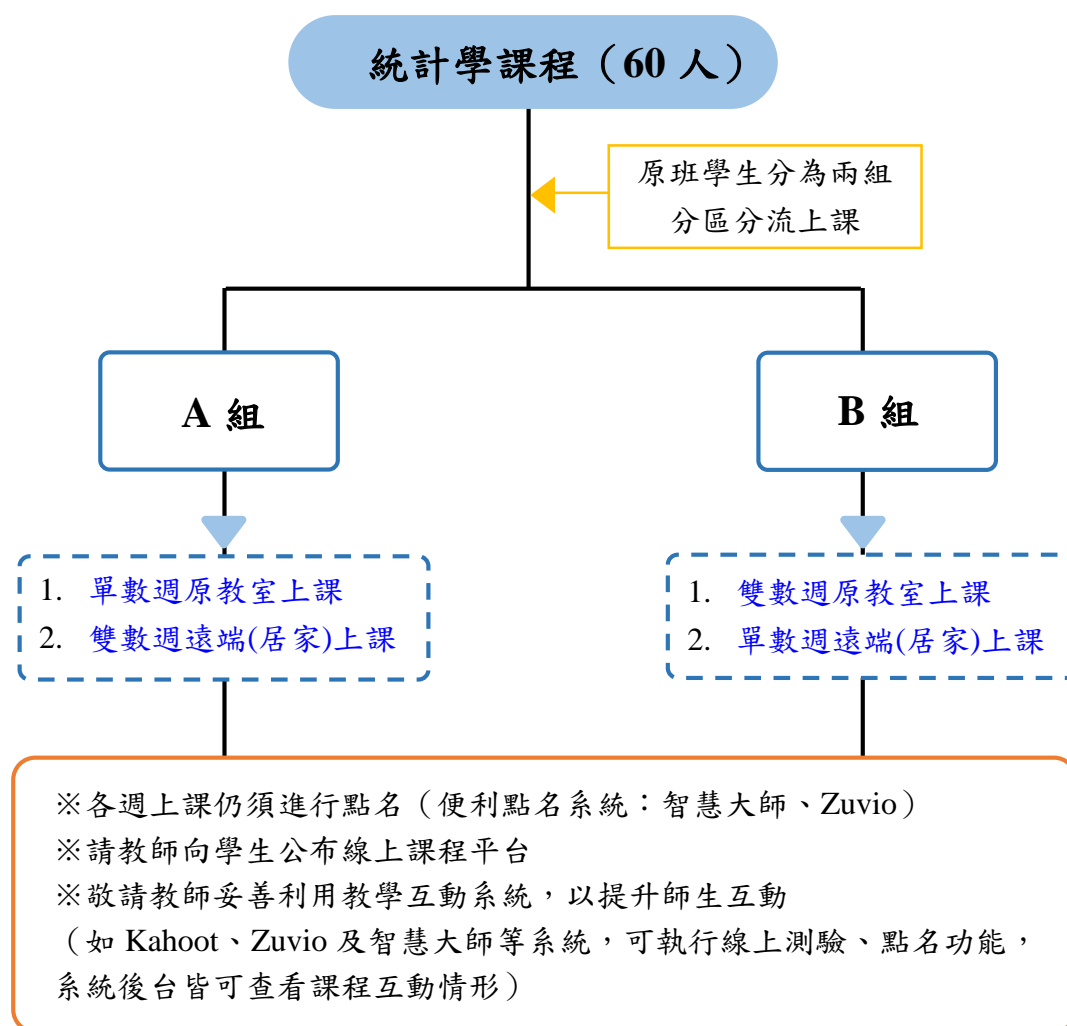 統計學課程（60 人）
原班學生分為兩組
分區分流上課
A 組
B 組
1. 單數週原教室上課
2. 雙數週遠端(居家)上課
1. 雙數週原教室上課
2. 單數週遠端(居家)上課
※各週上課仍須進行點名（便利點名系統：智慧大師、Zuvio）
※請教師向學生公布線上課程平台
※敬請教師妥善利用教學互動系統，以提升師生互動
（如 Kahoot、Zuvio 及智慧大師等系統，可執行線上測驗、點名功能，
系統後台皆可查看課程互動情形）